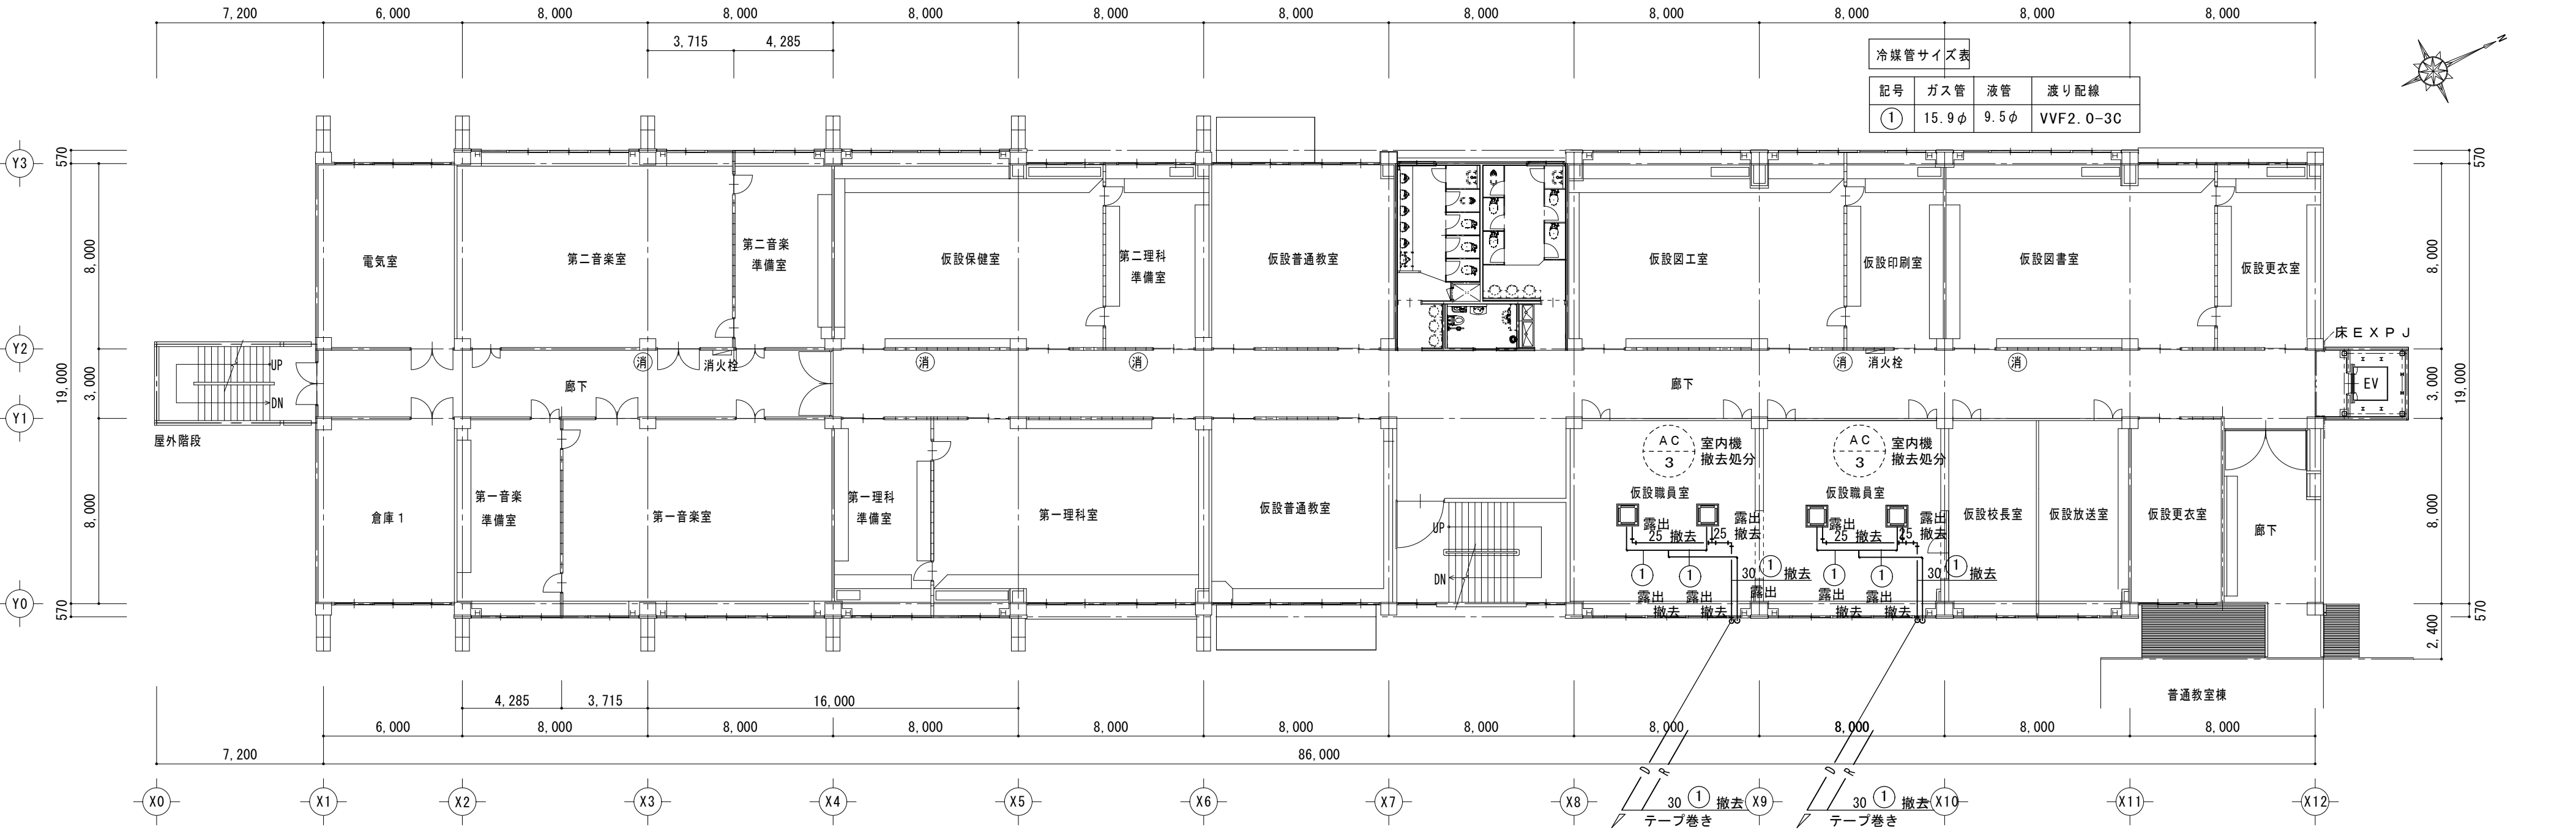 7,200 6,000 8,000 8,000 8,000 8,000 8,000 8,000 8,000 8,000 8,000 8,000
3,715 4,285
冷媒管サイズ表
記号 ガス管 液管 渡り配線
1 15.9φ 9.5φ VVF2.0-3C
N
Y3 570 570
8,000 8,000
電気室 第二音楽室 第二音楽
準備室
仮設保健室 第二理科
準備室
仮設普通教室 仮設図工室 仮設印刷室 仮設図書室 仮設更衣室
Y2
床EXPJ
19,000 3,000 3,000 19,000
UP
DN
廊下 消 消火栓 消 消 廊下 消 消火栓 消 EV
Y1
屋外階段
AC
3
室内機
撤去処分
AC
3
室内機
撤去処分
8,000 8,000
倉庫1 第一音楽
準備室
第一音楽室 第一理科
準備室
第一理科室 仮設普通教室
UP
DN
仮設職員室 仮設職員室 仮設校長室 仮設放送室 仮設更衣室 廊下
露出
25 撤去
露出
25 撤去
露出
25 撤去
露出
25 撤去
1 1 30 1 撤去 1 1 30 1 撤去
露出 露出 露出 露出 露出
撤去 撤去 撤去 撤去
Y0 570 570
2,400
普通教室棟
4,285 3,715 16,000
6,000 8,000 8,000 8,000 8,000 8,000 8,000 8,000 8,000 8,000 8,000
7,200 86,000
D R D R
X0 X1 X2 X3 X4 X5 X6 X7 X8 X9 X10 X11 X12
30 1 撤去 30 1 撤去
テープ巻き テープ巻き